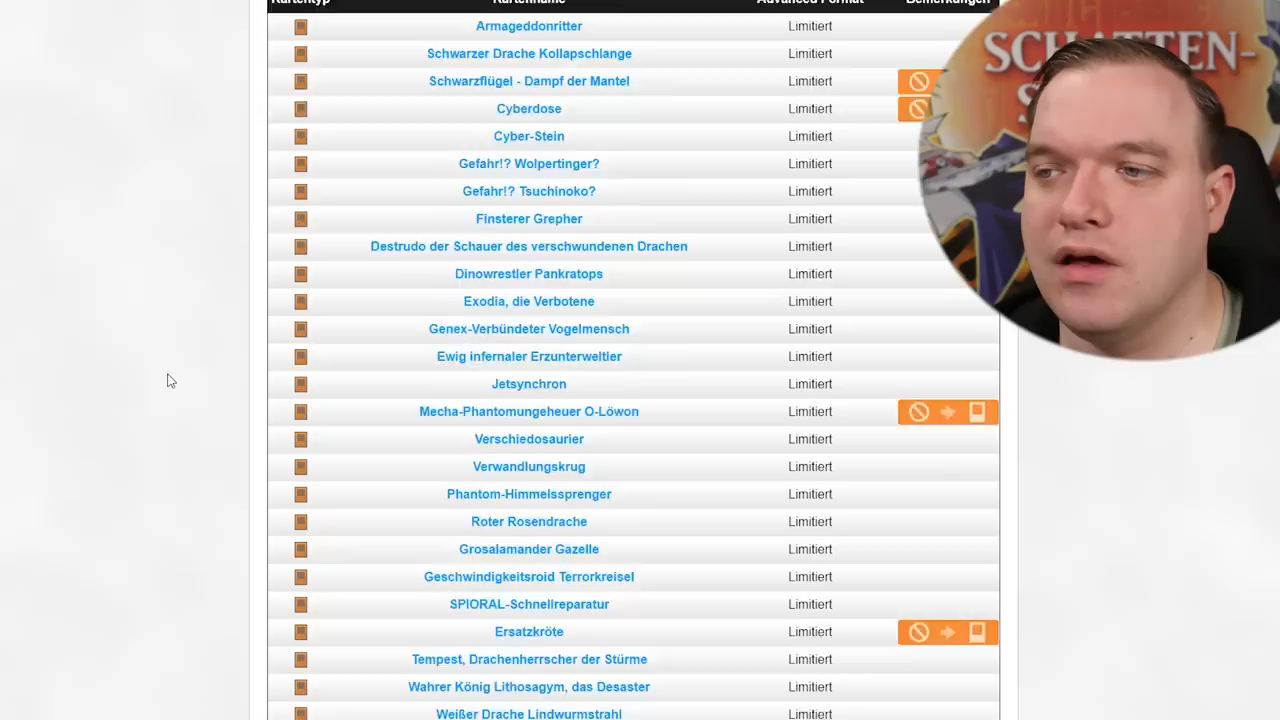 Kartentyp Kartenname Advanced Format Bemerkungen
Armageddonritter Limitiert
Schwarzer Drache Kollapschlange Limitiert
Schwarzflügel - Dampf der Mantel Limitiert
Cyberdose Limitiert
Cyber-Stein Limitiert
Gefahr!? Wolpertinger? Limitiert
Gefahr!? Tsuchinoko? Limitiert
Finsterer Grepher Limitiert
Destrudo der Schauer des verschwundenen Drachen Limitiert
Dinowrestler Pankratops Limitiert
Exodia, die Verbotene Limitiert
Genex-Verbündeter Vogelmensch Limitiert
Ewig infernaler Erzunterweltler Limitiert
Jetsynchron Limitiert
Mecha-Phantomungeheuer O-Löwon Limitiert
Verschiedosaurier Limitiert
Verwandlungskrug Limitiert
Phantom-Himmelssprenger Limitiert
Roter Rosendrache Limitiert
Grosalamander Gazelle Limitiert
Geschwindigkeitsroid Terrorkreisel Limitiert
SPIORAL-Schnellreparatur Limitiert
Ersatzkröte Limitiert
Tempest, Drachenherrscher der Stürme Limitiert
Wahrer König Lithosagym, das Desaster Limitiert
Weißer Drache Lindwurmstrahl Limitiert
SCHATTEN-